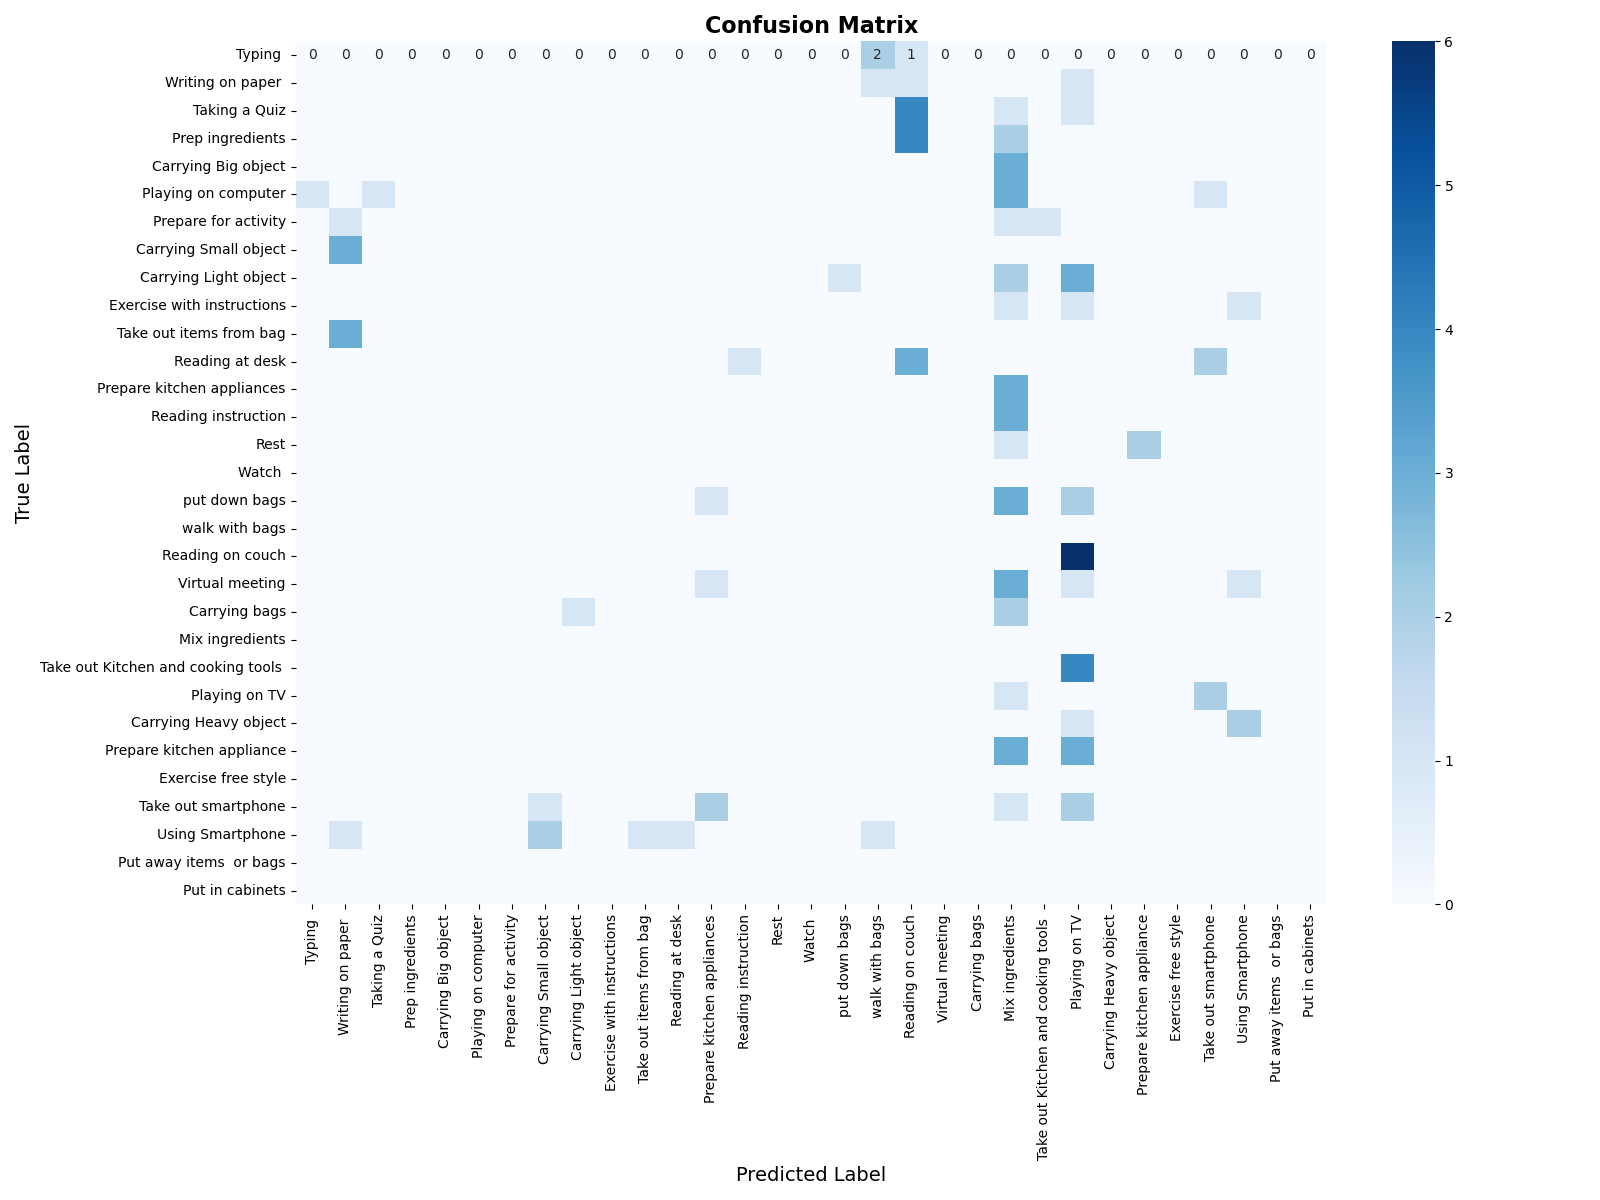 Confusion Matrix
True Label
Typing 0 0 0 0 0 0 0 0 0 0 0 0 0 0 0 0 0 2 1 0 0 0 0 0 0 0 0 0 0 0 0
Writing on paper
Taking a Quiz
Prep ingredients
Carrying Big object
Playing on computer
Prepare for activity
Carrying Small object
Carrying Light object
Exercise with instructions
Take out items from bag
Reading at desk
Prepare kitchen appliances
Reading instruction
Rest
Watch
put down bags
walk with bags
Reading on couch
Virtual meeting
Carrying bags
Mix ingredients
Take out Kitchen and cooking tools
Playing on TV
Carrying Heavy object
Prepare kitchen appliance
Exercise free style
Take out smartphone
Using Smartphone
Put away items  or bags
Put in cabinets
6
5
4
3
2
1
0
Typing
Writing on paper
Taking a Quiz
Prep ingredients
Carrying Big object
Playing on computer
Prepare for activity
Carrying Small object
Carrying Light object
Exercise with instructions
Take out items from bag
Reading at desk
Prepare kitchen appliances
Reading instruction
Rest
Watch
put down bags
walk with bags
Reading on couch
Virtual meeting
Carrying bags
Mix ingredients
Take out Kitchen and cooking tools
Playing on TV
Carrying Heavy object
Prepare kitchen appliance
Exercise free style
Take out smartphone
Using Smartphone
Put away items  or bags
Put in cabinets
Predicted Label